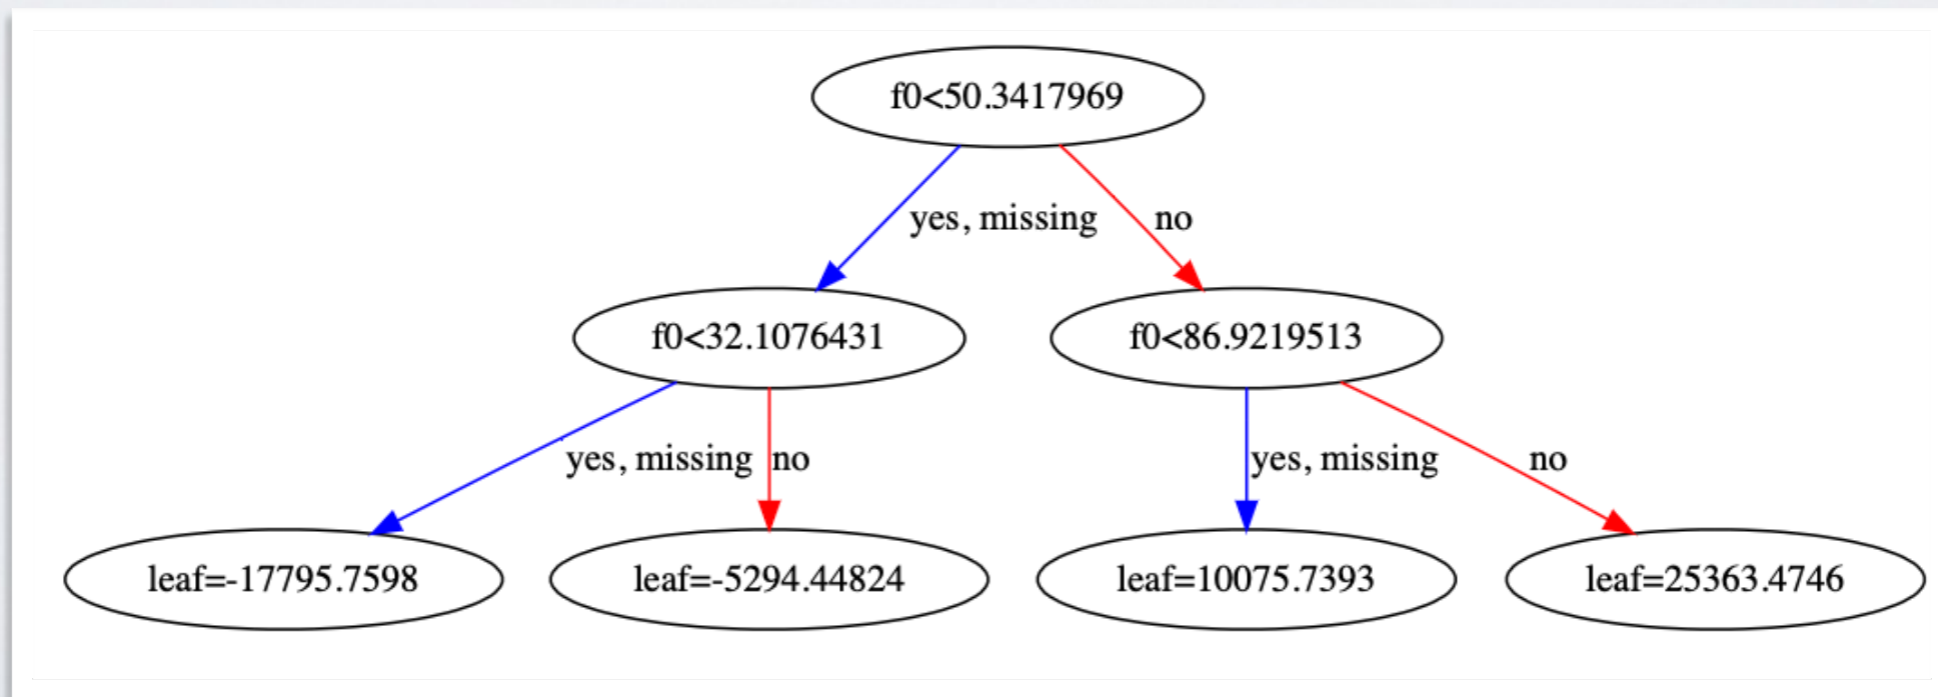 f0<50.3417969
yes, missing
no
f0<32.1076431
f0<86.9219513
yes, missing
no
yes, missing
no
leaf=-17795.7598
leaf=-5294.44824
leaf=10075.7393
leaf=25363.4746